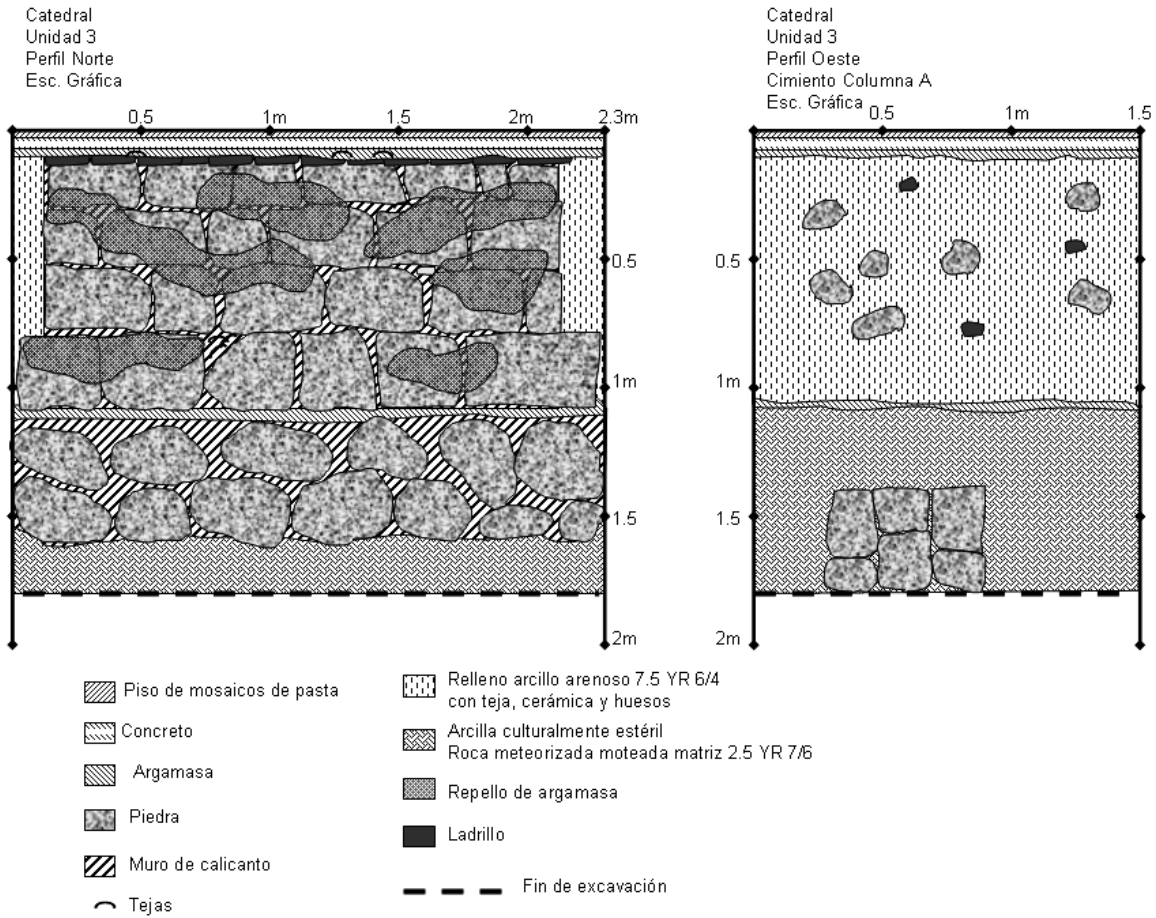 Catedral
Unidad 3
Perfil Norte
Esc. Gráfica
0.5 1m 1.5 2m 2.3m
0.5
1m
1.5
2m
Catedral
Unidad 3
Perfil Oeste
Cimiento Columna A
Esc. Gráfica
0.5 1m 1.5
0.5
1m
1.5
2m
Piso de mosaicos de pasta
Concreto
Argamasa
Piedra
Muro de calicanto
Tejas
Relleno arcillo arenoso 7.5 YR 6/4
con teja, cerámica y huesos
Arcilla culturalmente estéril
Roca meteorizada moteada matriz 2.5 YR 7/6
Repello de argamasa
Ladrillo
Fin de excavación